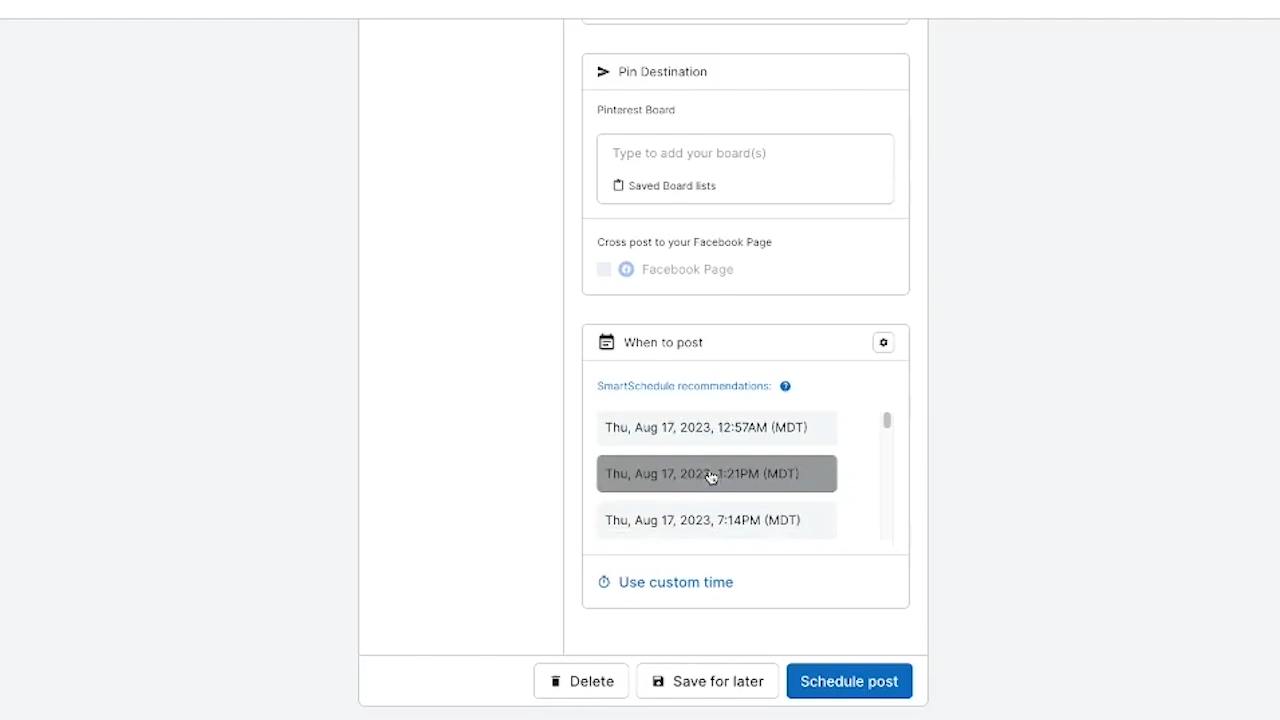 Pin Destination
Pinterest Board
Type to add your board(s)
Saved Board lists
Cross post to your Facebook Page
Facebook Page
When to post
SmartSchedule recommendations: ?
Thu, Aug 17, 2023, 12:57AM (MDT)
Thu, Aug 17, 2023, 1:21PM (MDT)
Thu, Aug 17, 2023, 7:14PM (MDT)
Use custom time
Delete
Save for later
Schedule post